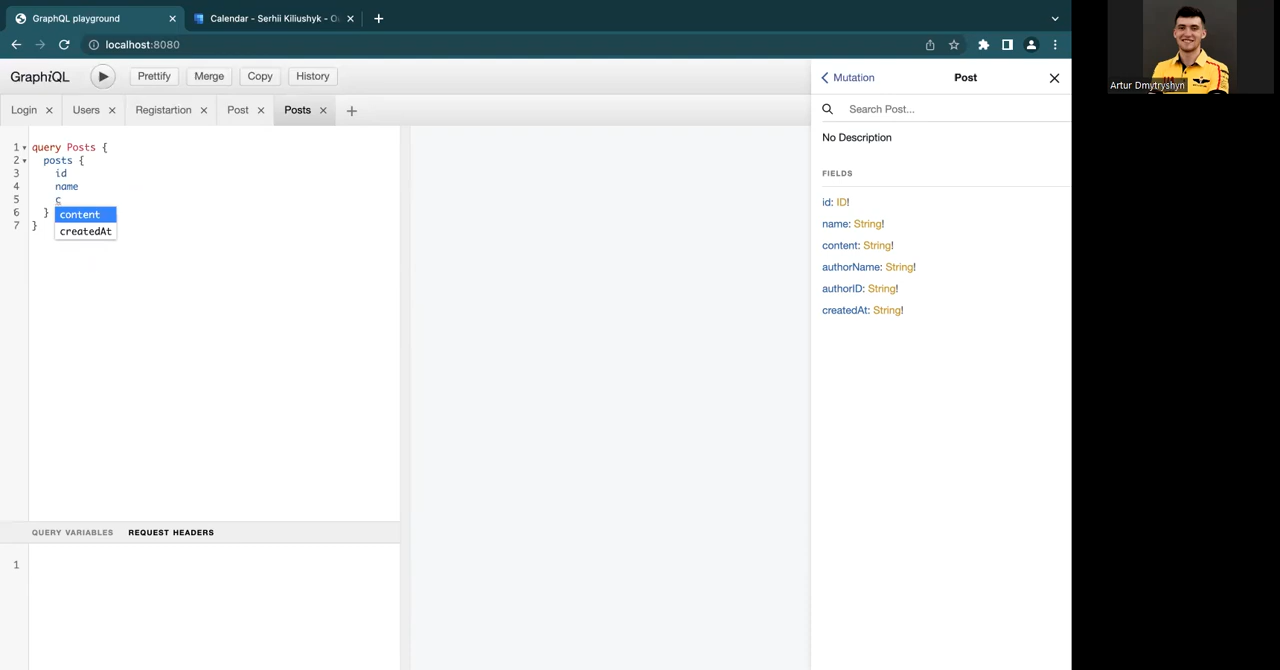 GraphQL playground
Calendar - Serhii Kiliushyk - O
localhost:8080
GraphiQL
Prettify
Merge
Copy
History
Login
Users
Registartion
Post
Posts
1 query Posts {
2 posts {
3 id
4 name
5 c
6 }
7 }
content
createdAt
QUERY VARIABLES
REQUEST HEADERS
1
Mutation
Post
Search Post...
No Description
FIELDS
id: ID!
name: String!
content: String!
authorName: String!
authorID: String!
createdAt: String!
Artur Dmytryshyn